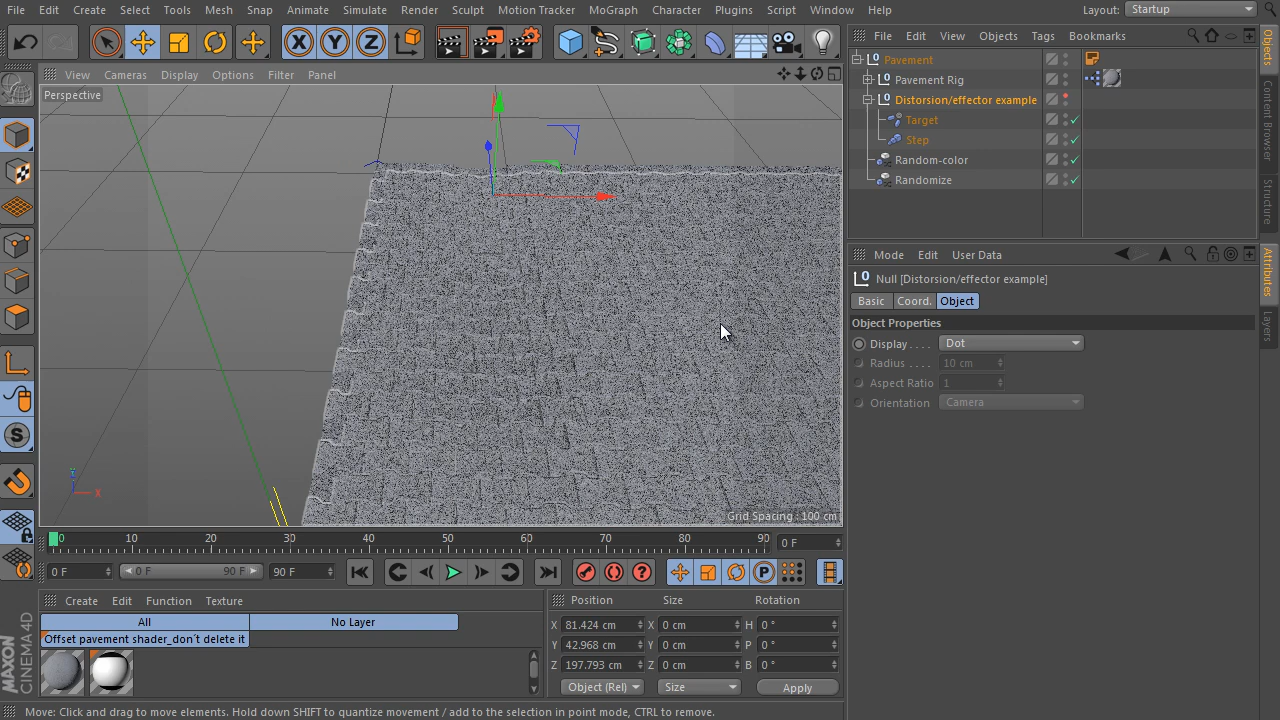 File Edit Create Select Tools Mesh Snap Animate Simulate Render Sculpt Motion Tracker MoGraph Character Plugins Script Window Help Layout: Startup
X Y Z
File Edit View Objects Tags Bookmarks
View Cameras Display Options Filter Panel
Perspective
Pavement
Pavement Rig
Distorsion/effector example
Target
Step
Random-color
Randomize
Objects
Content Browser
Structure
Mode Edit User Data
Null [Distorsion/effector example]
Basic Coord. Object
Object Properties
Display . . . . Dot
Radius . . . . 10 cm
Aspect Ratio 1
Orientation Camera
Attributes
Layers
Y
X
Grid Spacing : 100 cm
0 10 20 30 40 50 60 70 80 90 0 F
0 F 0 F 90 F 90 F
Create Edit Function Texture
All No Layer
Offset pavement shader_don´t delete it
Position Size Rotation
X 81.424 cm X 0 cm H 0 °
Y 42.968 cm Y 0 cm P 0 °
Z 197.793 cm Z 0 cm B 0 °
Object (Rel) Size Apply
MAXON
CINEMA 4D
Move: Click and drag to move elements. Hold down SHIFT to quantize movement / add to the selection in point mode, CTRL to remove.